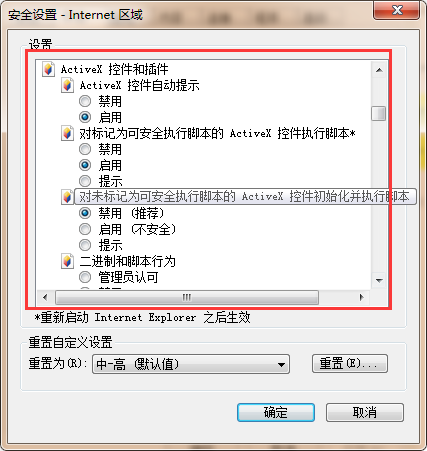 安全设置 - Internet 区域
设置
ActiveX 控件和插件
ActiveX 控件自动提示
禁用
启用
对标记为可安全执行脚本的 ActiveX 控件执行脚本*
禁用
启用
提示
对未标记为可安全执行脚本的 ActiveX 控件初始化并执行脚本
禁用 (推荐)
启用 (不安全)
提示
二进制和脚本行为
管理员认可
*重新启动 Internet Explorer 之后生效
重置自定义设置
重置为(R): 中-高 (默认值) 重置(E)...
确定 取消